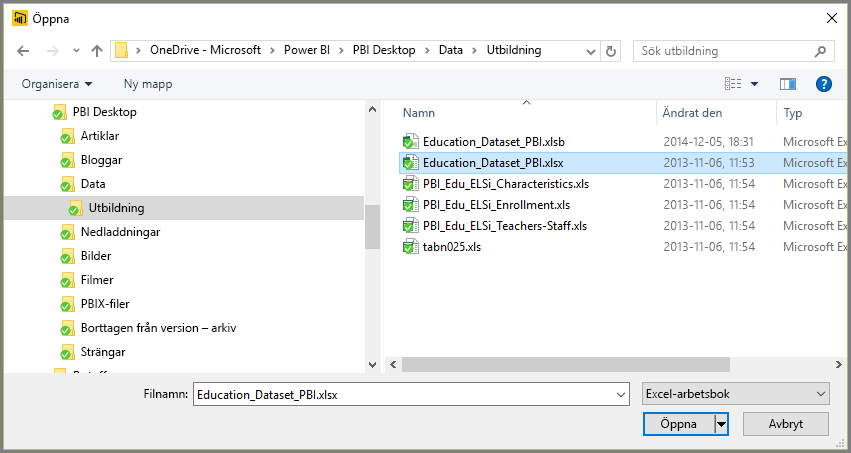 Öppna
OneDrive - Microsoft > Power BI > PBI Desktop > Data > Utbildning
Sök utbildning
Organisera
Ny mapp
PBI Desktop
Artiklar
Bloggar
Data
Utbildning
Nedladdningar
Bilder
Filmer
PBIX-filer
Borttagen från version – arkiv
Strängar
Namn Ändrat den Typ
Education_Dataset_PBI.xlsb 2014-12-05, 18:31 Microsoft Ex
Education_Dataset_PBI.xlsx 2013-11-06, 11:53 Microsoft Ex
PBI_Edu_ELSi_Characteristics.xls 2013-11-06, 11:54 Microsoft Ex
PBI_Edu_ELSi_Enrollment.xls 2013-11-06, 11:54 Microsoft Ex
PBI_Edu_ELSi_Teachers-Staff.xls 2013-11-06, 11:54 Microsoft Ex
tabn025.xls 2013-11-06, 11:54 Microsoft Ex
Filnamn: Education_Dataset_PBI.xlsx
Excel-arbetsbok
Öppna
Avbryt